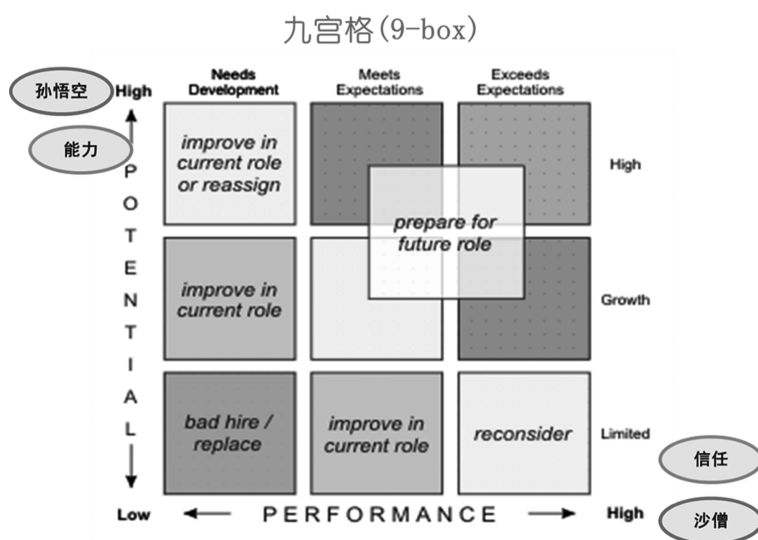 九宫格(9-box)
孙悟空
能力
High
Needs
Development
Meets
Expectations
Exceeds
Expectations
POTENTIAL
improve in
current role
or reassign
High
prepare for
future role
improve in
current role
Growth
bad hire /
replace
improve in
current role
reconsider
Limited
信任
Low
PERFORMANCE
High
沙僧